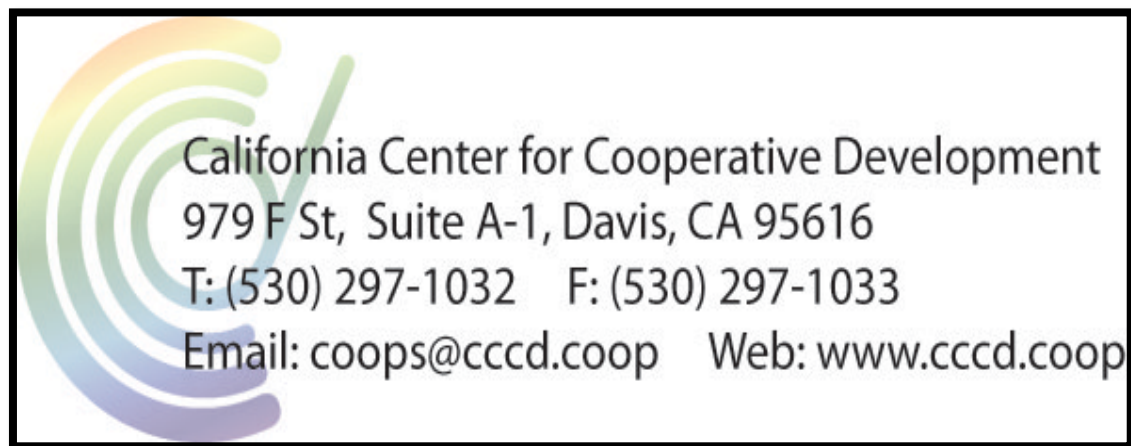 California Center for Cooperative Development
979 F St, Suite A-1, Davis, CA 95616
T: (530) 297-1032 F: (530) 297-1033
Email: coops@cccd.coop Web: www.cccd.coop